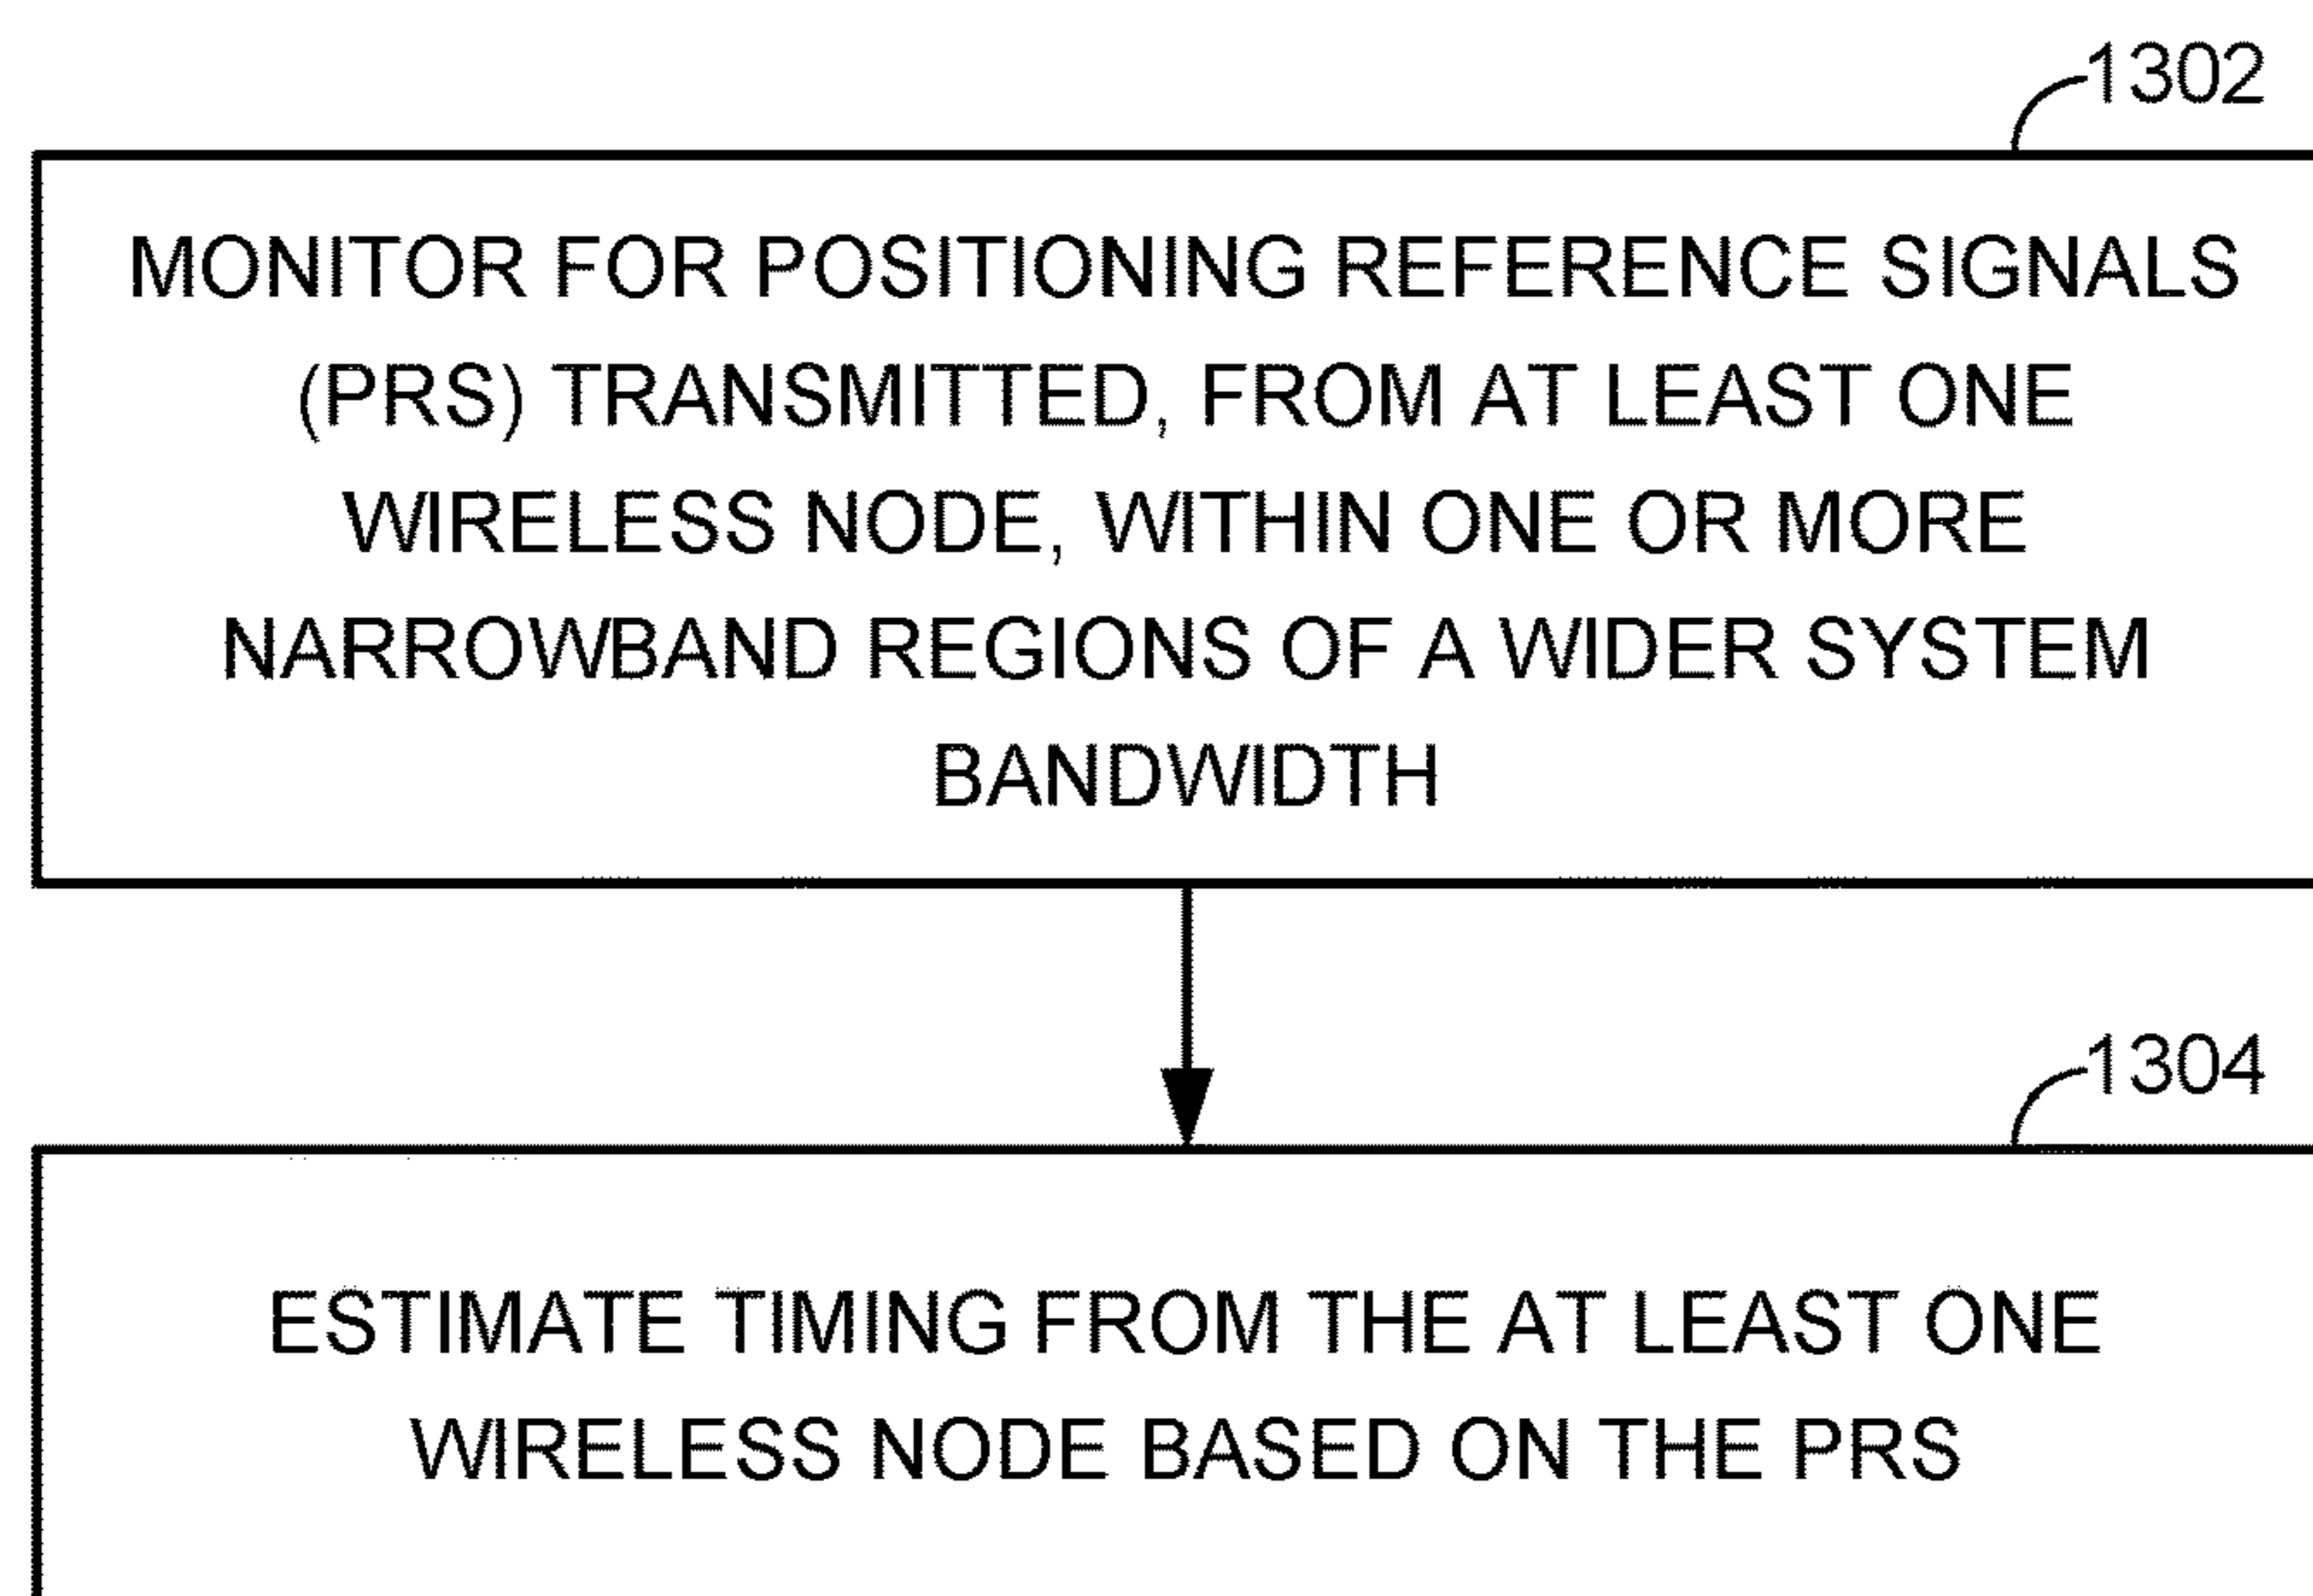 1302
MONITOR FOR POSITIONING REFERENCE SIGNALS
(PRS) TRANSMITTED, FROM AT LEAST ONE
WIRELESS NODE, WITHIN ONE OR MORE
NARROWBAND REGIONS OF A WIDER SYSTEM
BANDWIDTH
1304
ESTIMATE TIMING FROM THE AT LEAST ONE
WIRELESS NODE BASED ON THE PRS